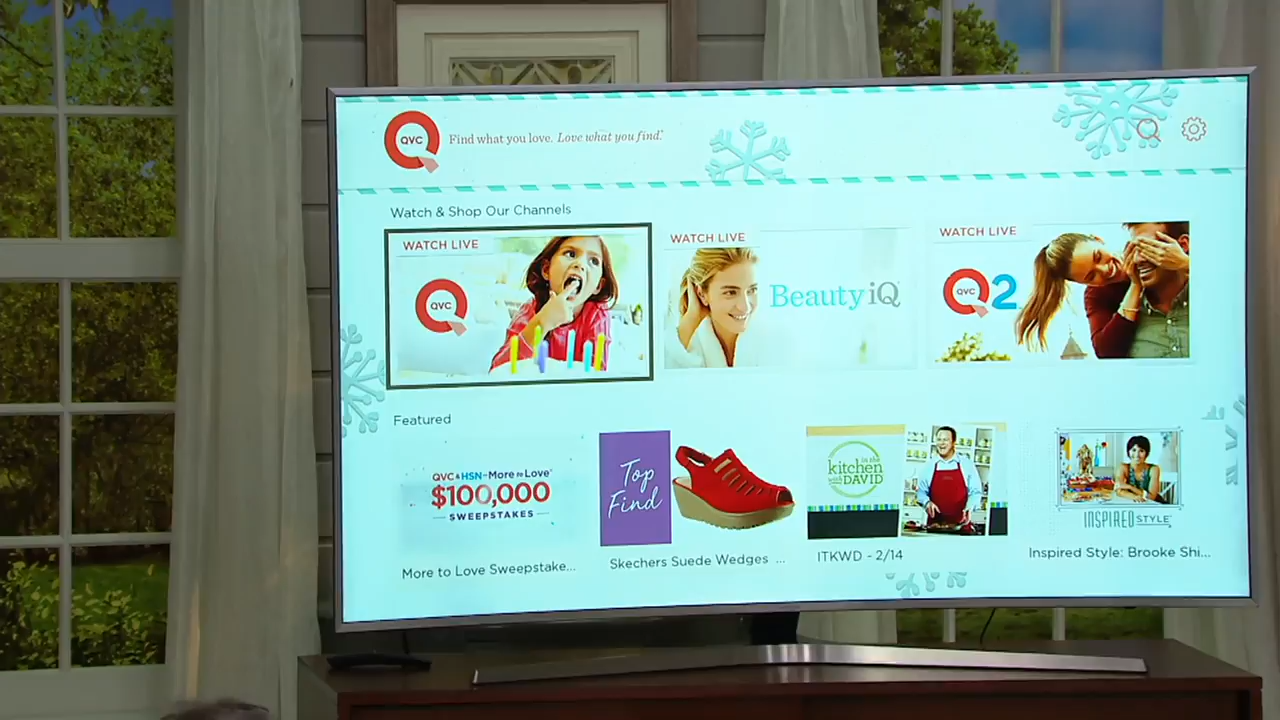 QVC
Find what you love. Love what you find.
Watch & Shop Our Channels
WATCH LIVE
QVC
WATCH LIVE
Beauty iQ
WATCH LIVE
QVC 2
Featured
QVC & HSN More to Love
$100,000
SWEEPSTAKES
More to Love Sweepstake...
Top
Find
Skechers Suede Wedges ...
in the
kitchen
with DAVID
ITKWD - 2/14
INSPIRED STYLE
Inspired Style: Brooke Shi...